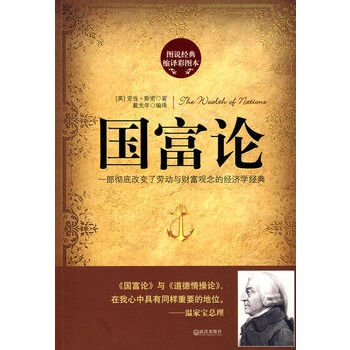 图说经典
缩译彩图本
[英] 亚当·斯密○著
戴光年○编译
The Wealth of Nations
国富论
一部彻底改变了劳动与财富观念的经济学经典
《国富论》与《道德情操论》,
在我心中具有同样重要的地位。
——温家宝总理
武汉出版社